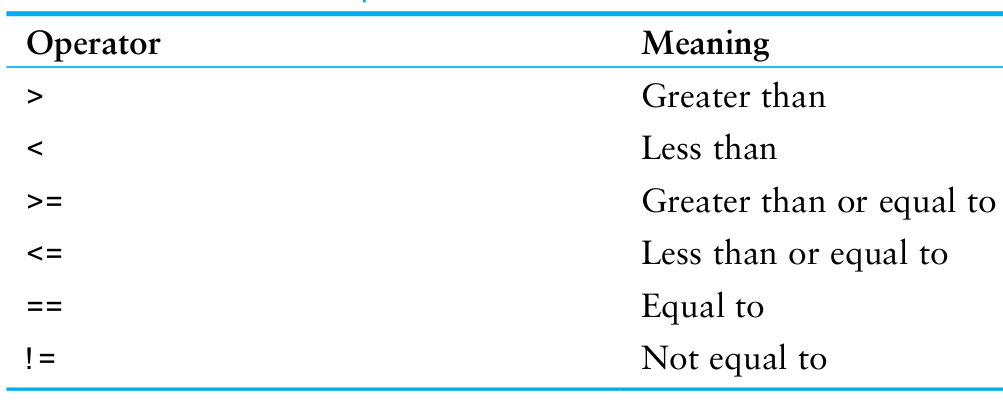 Operator Meaning
> Greater than
< Less than
>= Greater than or equal to
<= Less than or equal to
== Equal to
!= Not equal to